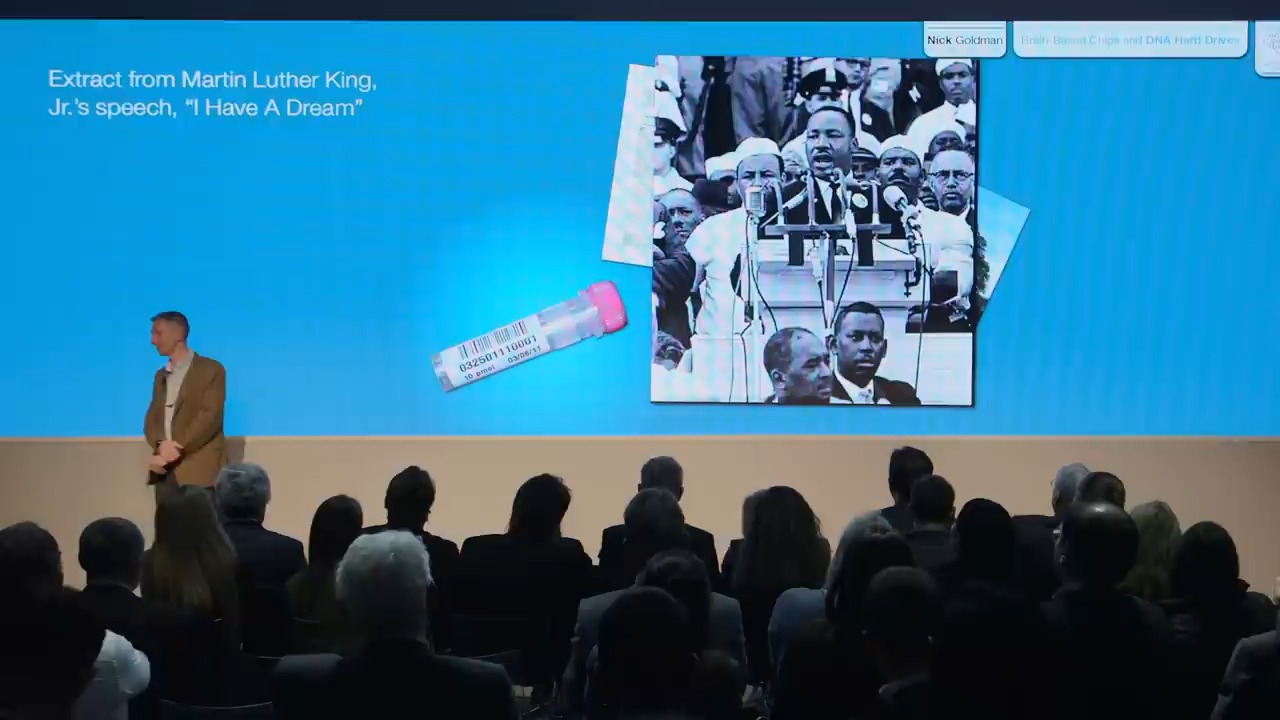 Nick Goldman
Brain-Based Chips and DNA Hard Drives
Extract from Martin Luther King,
Jr.'s speech, “I Have A Dream”
032501110001
10 pmol 03/06/11